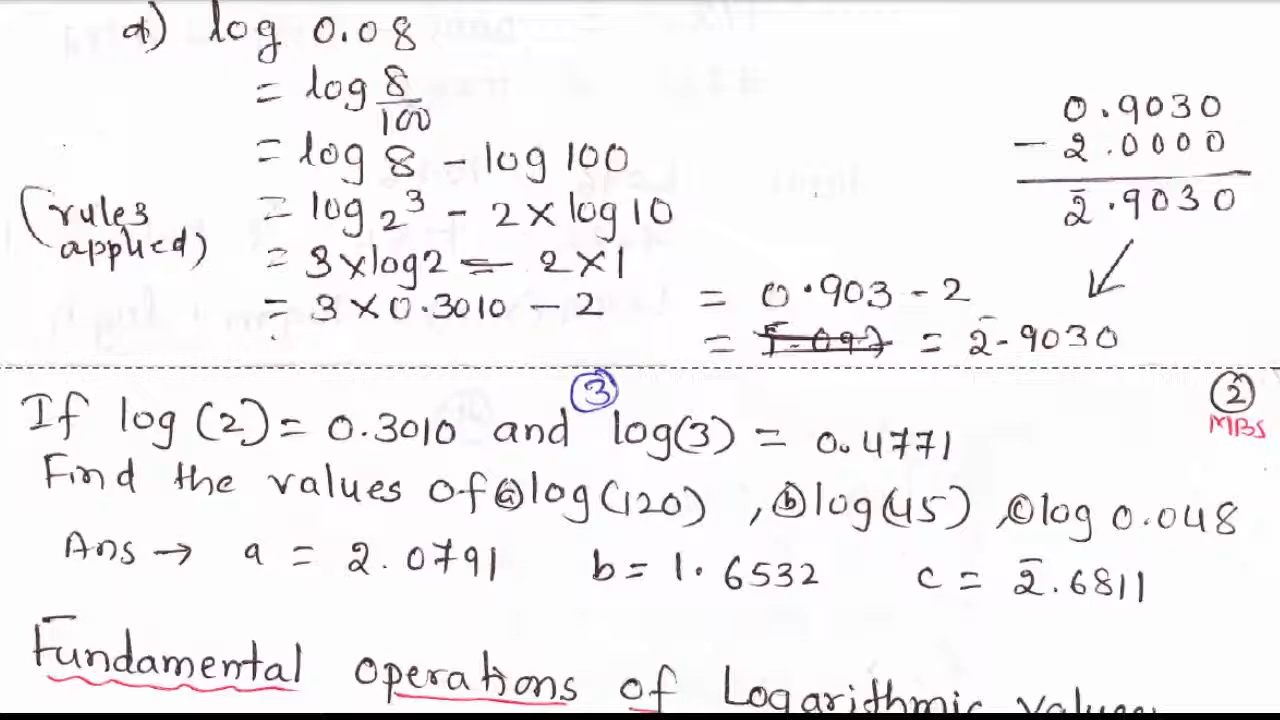 d) log 0.08
= log 8/100
= log 8 - log 100
(rules applied) = log 2³ - 2 × log 10
= 3 × log 2 - 2 × 1
= 3 × 0.3010 - 2
0.9030
- 2.0000
2̄.9030
= 0.903 - 2
= = 2̄.9030
3
2
MBS
If log (2) = 0.3010 and log(3) = 0.4771
Find the values of ⓐ log(120), ⓑ log(45), ⓒ log 0.048
Ans → a = 2.0791 b = 1.6532 c = 2̄.6811
Fundamental operations of Logarithmic values